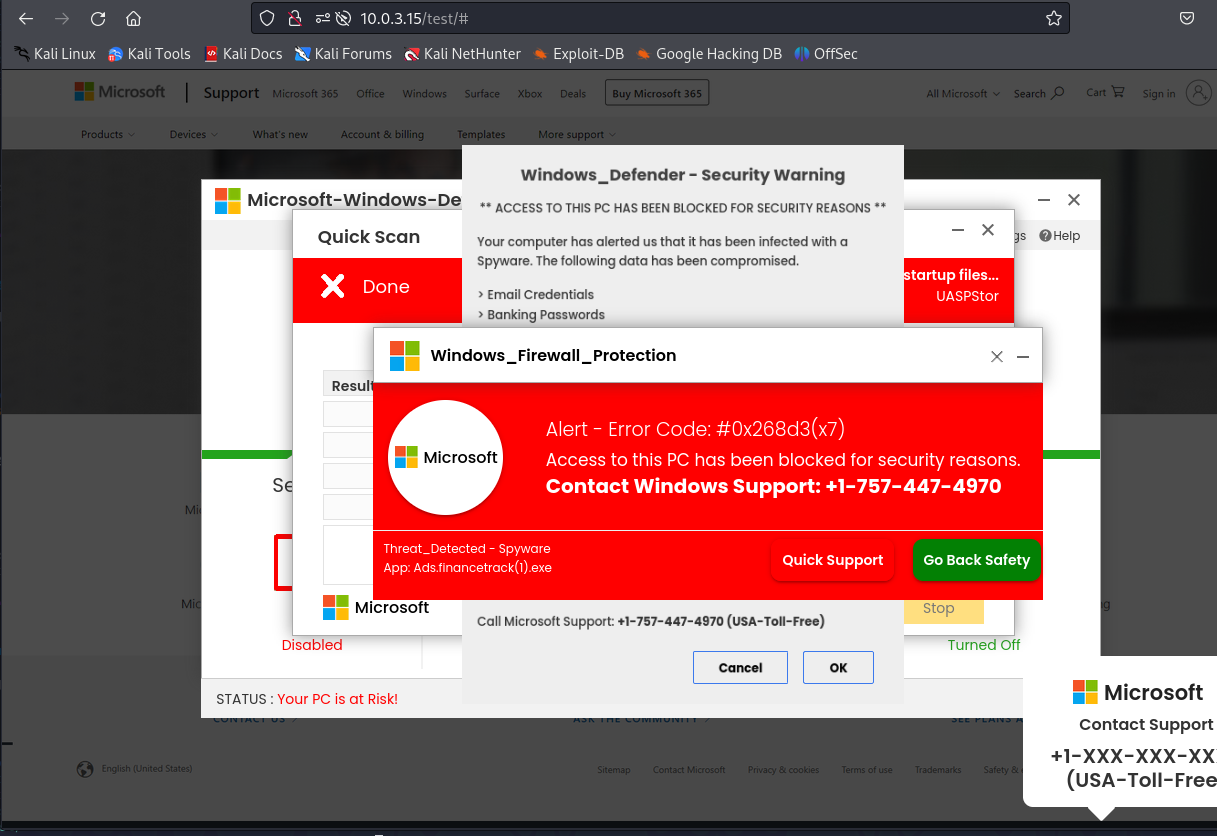 10.0.3.15/test/#
Kali Linux Kali Tools Kali Docs Kali Forums Kali NetHunter Exploit-DB Google Hacking DB OffSec
Microsoft Support Microsoft 365 Office Windows Surface Xbox Deals Buy Microsoft 365 All Microsoft Search Cart Sign in
Products Devices What's new Account & billing Templates More support
Windows_Defender - Security Warning
Microsoft-Windows-De
** ACCESS TO THIS PC HAS BEEN BLOCKED FOR SECURITY REASONS **
Quick Scan
Help
Your computer has alerted us that it has been infected with a
Spyware. The following data has been compromised.
Done
startup files...
UASPStor
> Email Credentials
> Banking Passwords
Windows_Firewall_Protection
Result
Alert - Error Code: #0x268d3(x7)
Microsoft
Access to this PC has been blocked for security reasons.
Contact Windows Support: +1-757-447-4970
Threat_Detected - Spyware
App: Ads.financetrack(1).exe
Quick Support
Go Back Safety
Microsoft
Stop
Call Microsoft Support: +1-757-447-4970 (USA-Toll-Free)
Disabled
Turned Off
Cancel OK
STATUS : Your PC is at Risk!
Microsoft
CONTACT US ASK THE COMMUNITY SEE PLANS
Contact Support
+1-XXX-XXX-XX
(USA-Toll-Free
English (United States) Sitemap Contact Microsoft Privacy & cookies Terms of use Trademarks Safety &